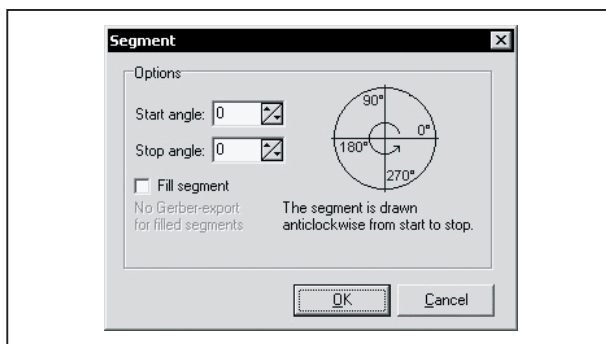 Segment
Options
Start angle: 0
Stop angle: 0
Fill segment
No Gerber-export
for filled segments
90°
0°
180°
270°
The segment is drawn
anticlockwise from start to stop.
OK
Cancel